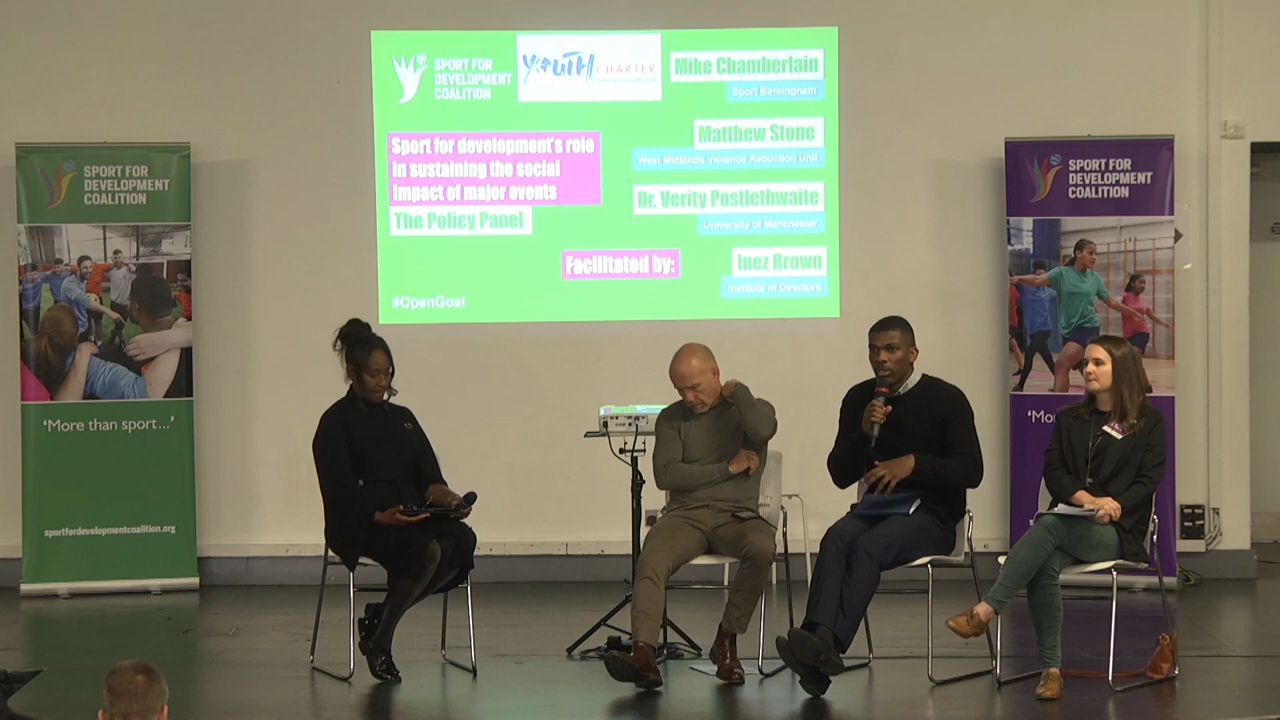 SPORT FOR
DEVELOPMENT
COALITION
YOUTH CHARTER
Mike Chamberlain
Sport Birmingham
Matthew Stone
West Midlands Violence Reduction Unit
Sport for development's role
in sustaining the social
impact of major events
The Policy Panel
Dr. Verity Postlethwaite
University of Manchester
Facilitated by:
Inez Brown
Institute of Directors
#OpenGoal
SPORT FOR
DEVELOPMENT
COALITION
'More than sport...'
sportfordevelopmentcoalition.org
SPORT FOR
DEVELOPMENT
COALITION
'Mo